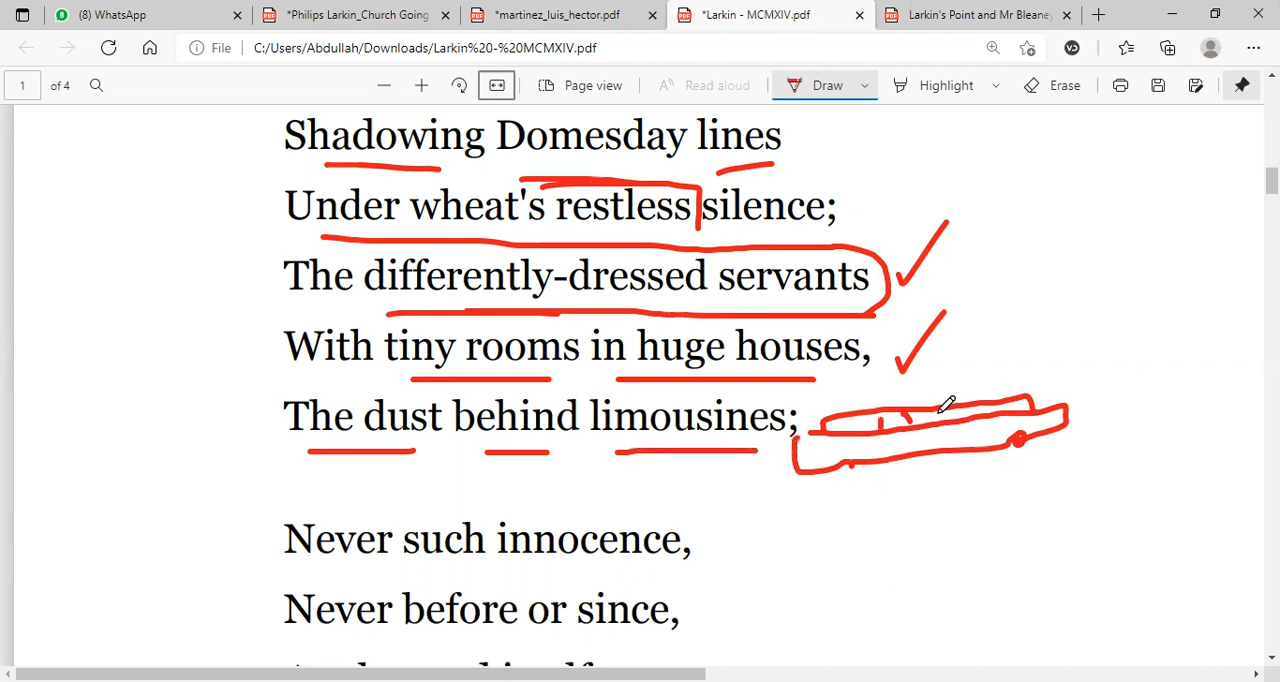 (8) WhatsApp
*Philips Larkin_Church Going
*martinez_luis_hector.pdf
*Larkin - MCMXIV.pdf
Larkin's Point and Mr Bleaney
File C:/Users/Abdullah/Downloads/Larkin%20-%20MCMXIV.pdf
1 of 4 Page view Read aloud Draw Highlight Erase
Shadowing Domesday lines
Under wheat's restless silence;
The differently-dressed servants
With tiny rooms in huge houses,
The dust behind limousines;
Never such innocence,
Never before or since,